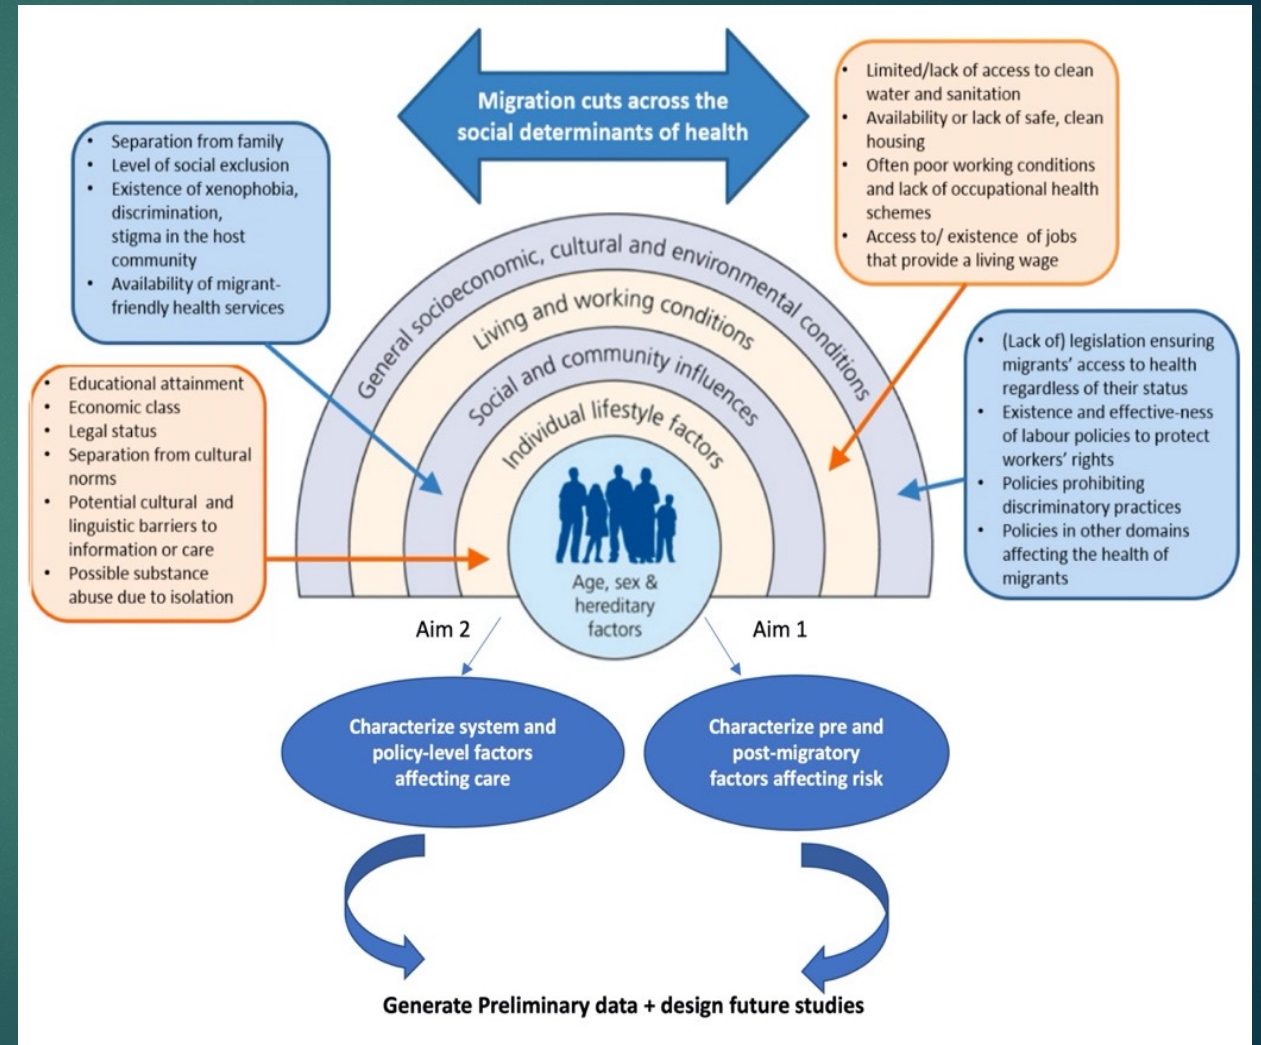 Migration cuts across the
social determinants of health
• Separation from family
• Level of social exclusion
• Existence of xenophobia,
discrimination,
stigma in the host
community
• Availability of migrant-
friendly health services
• Limited/lack of access to clean
water and sanitation
• Availability or lack of safe, clean
housing
• Often poor working conditions
and lack of occupational health
schemes
• Access to/ existence of jobs
that provide a living wage
• Educational attainment
• Economic class
• Legal status
• Separation from cultural
norms
• Potential cultural and
linguistic barriers to
information or care
• Possible substance
abuse due to isolation
• (Lack of) legislation ensuring
migrants' access to health
regardless of their status
• Existence and effective-ness
of labour policies to protect
workers' rights
• Policies prohibiting
discriminatory practices
• Policies in other domains
affecting the health of
migrants
General socioeconomic, cultural and environmental conditions
Living and working conditions
Social and community influences
Individual lifestyle factors
Age, sex &
hereditary
factors
Aim 2
Aim 1
Characterize system and
policy-level factors
affecting care
Characterize pre and
post-migratory
factors affecting risk
Generate Preliminary data + design future studies